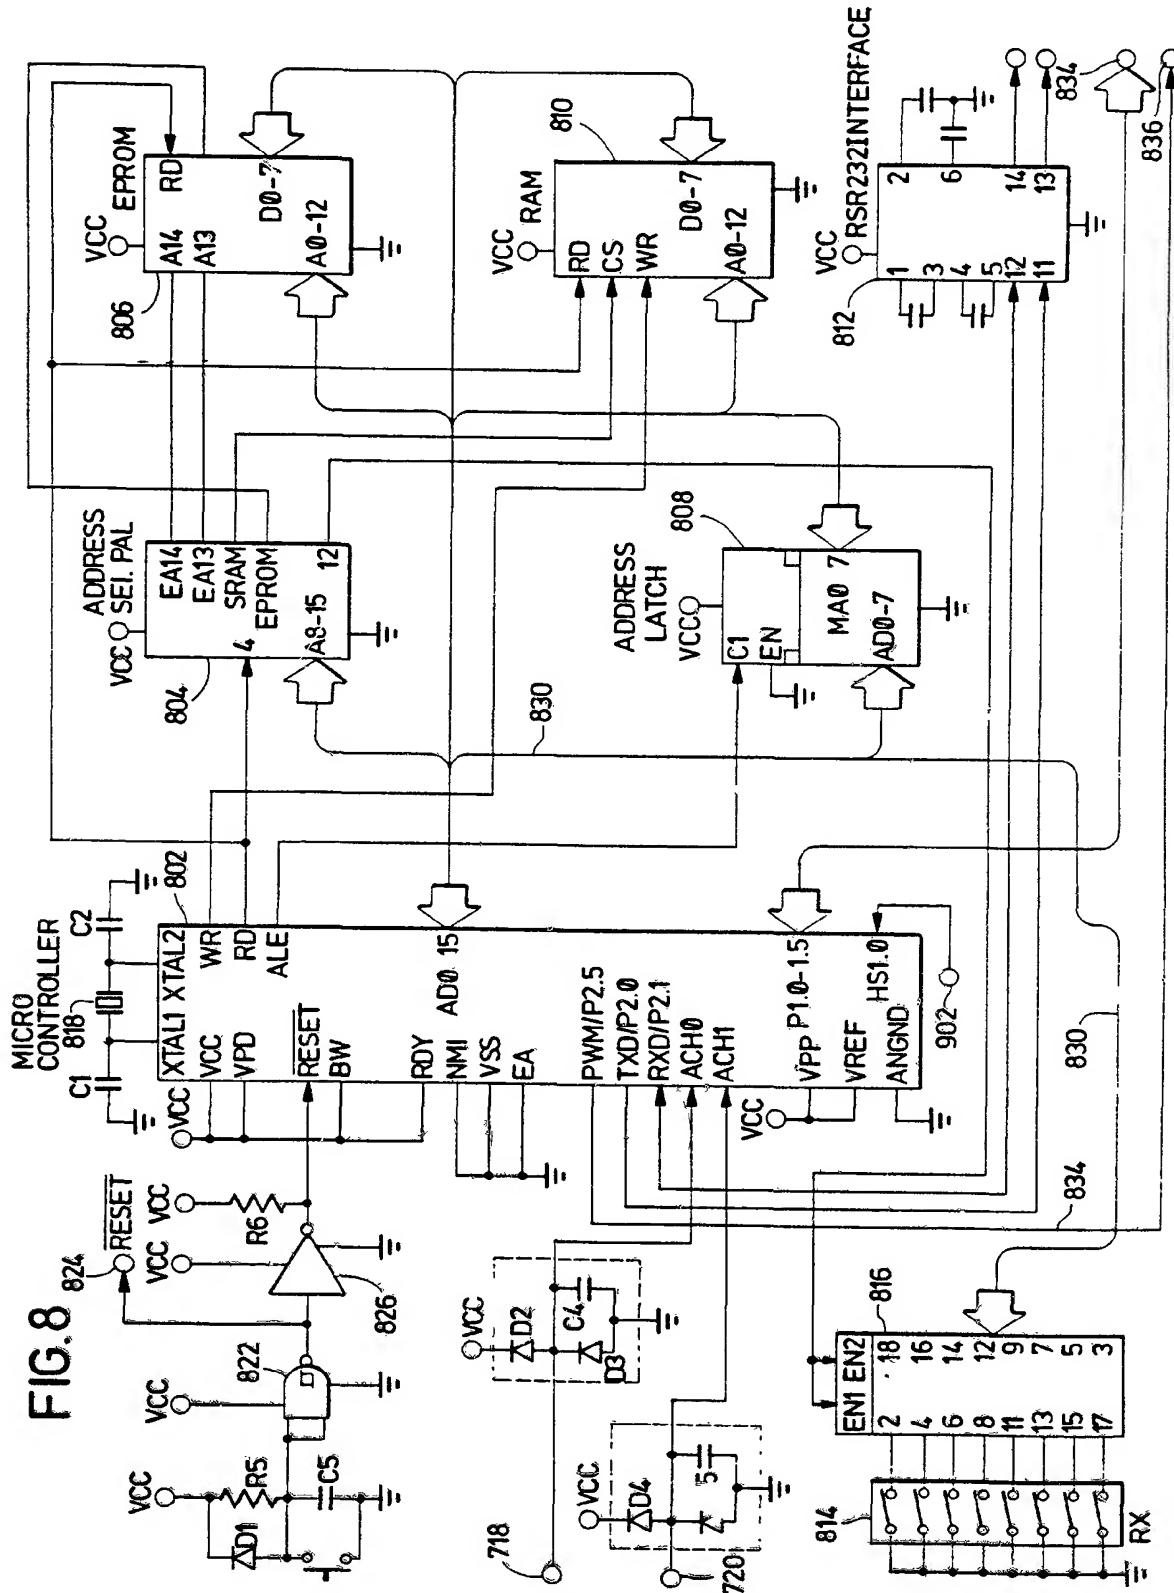 FIG.8
MICRO
CONTROLLER
818
C1
C2
802
XTAL1 XTAL2
VCC
VPD
RESET
BW
RDY
NMI
VSS
EA
PWM/P2.5
TXD/P2.0
RXD/P2.1
ACH0
ACH1
VPP
VREF
ANGND
WR
RD
ALE
AD0 15
P1.0-1.5
HS1.0
902
VCC
VCC
VCC
D1
R5
C5
VCC
822
824
RESET
VCC
826
VCC
R6
718
VCC
D2
C4
D3
720
VCC
D4
5
ADDRESS
SEI. PAL
VCC
804
4
A8-15
EA14
EA13
SRAM
EPROM
12
830
EPROM
VCC
806
A14
A13
RD
D0-7
A0-12
RAM
VCC
810
RD
CS
WR
D0-7
A0-12
ADDRESS
LATCH
VCC
808
C1
EN
MA0 7
AD0-7
RSR232INTERFACE
VCC
812
1
3
4
5
12
11
2
6
14
13
834
836
830
834
816
EN1 EN2
2
4
6
8
11
13
15
17
18
16
14
12
9
7
5
3
814
RX